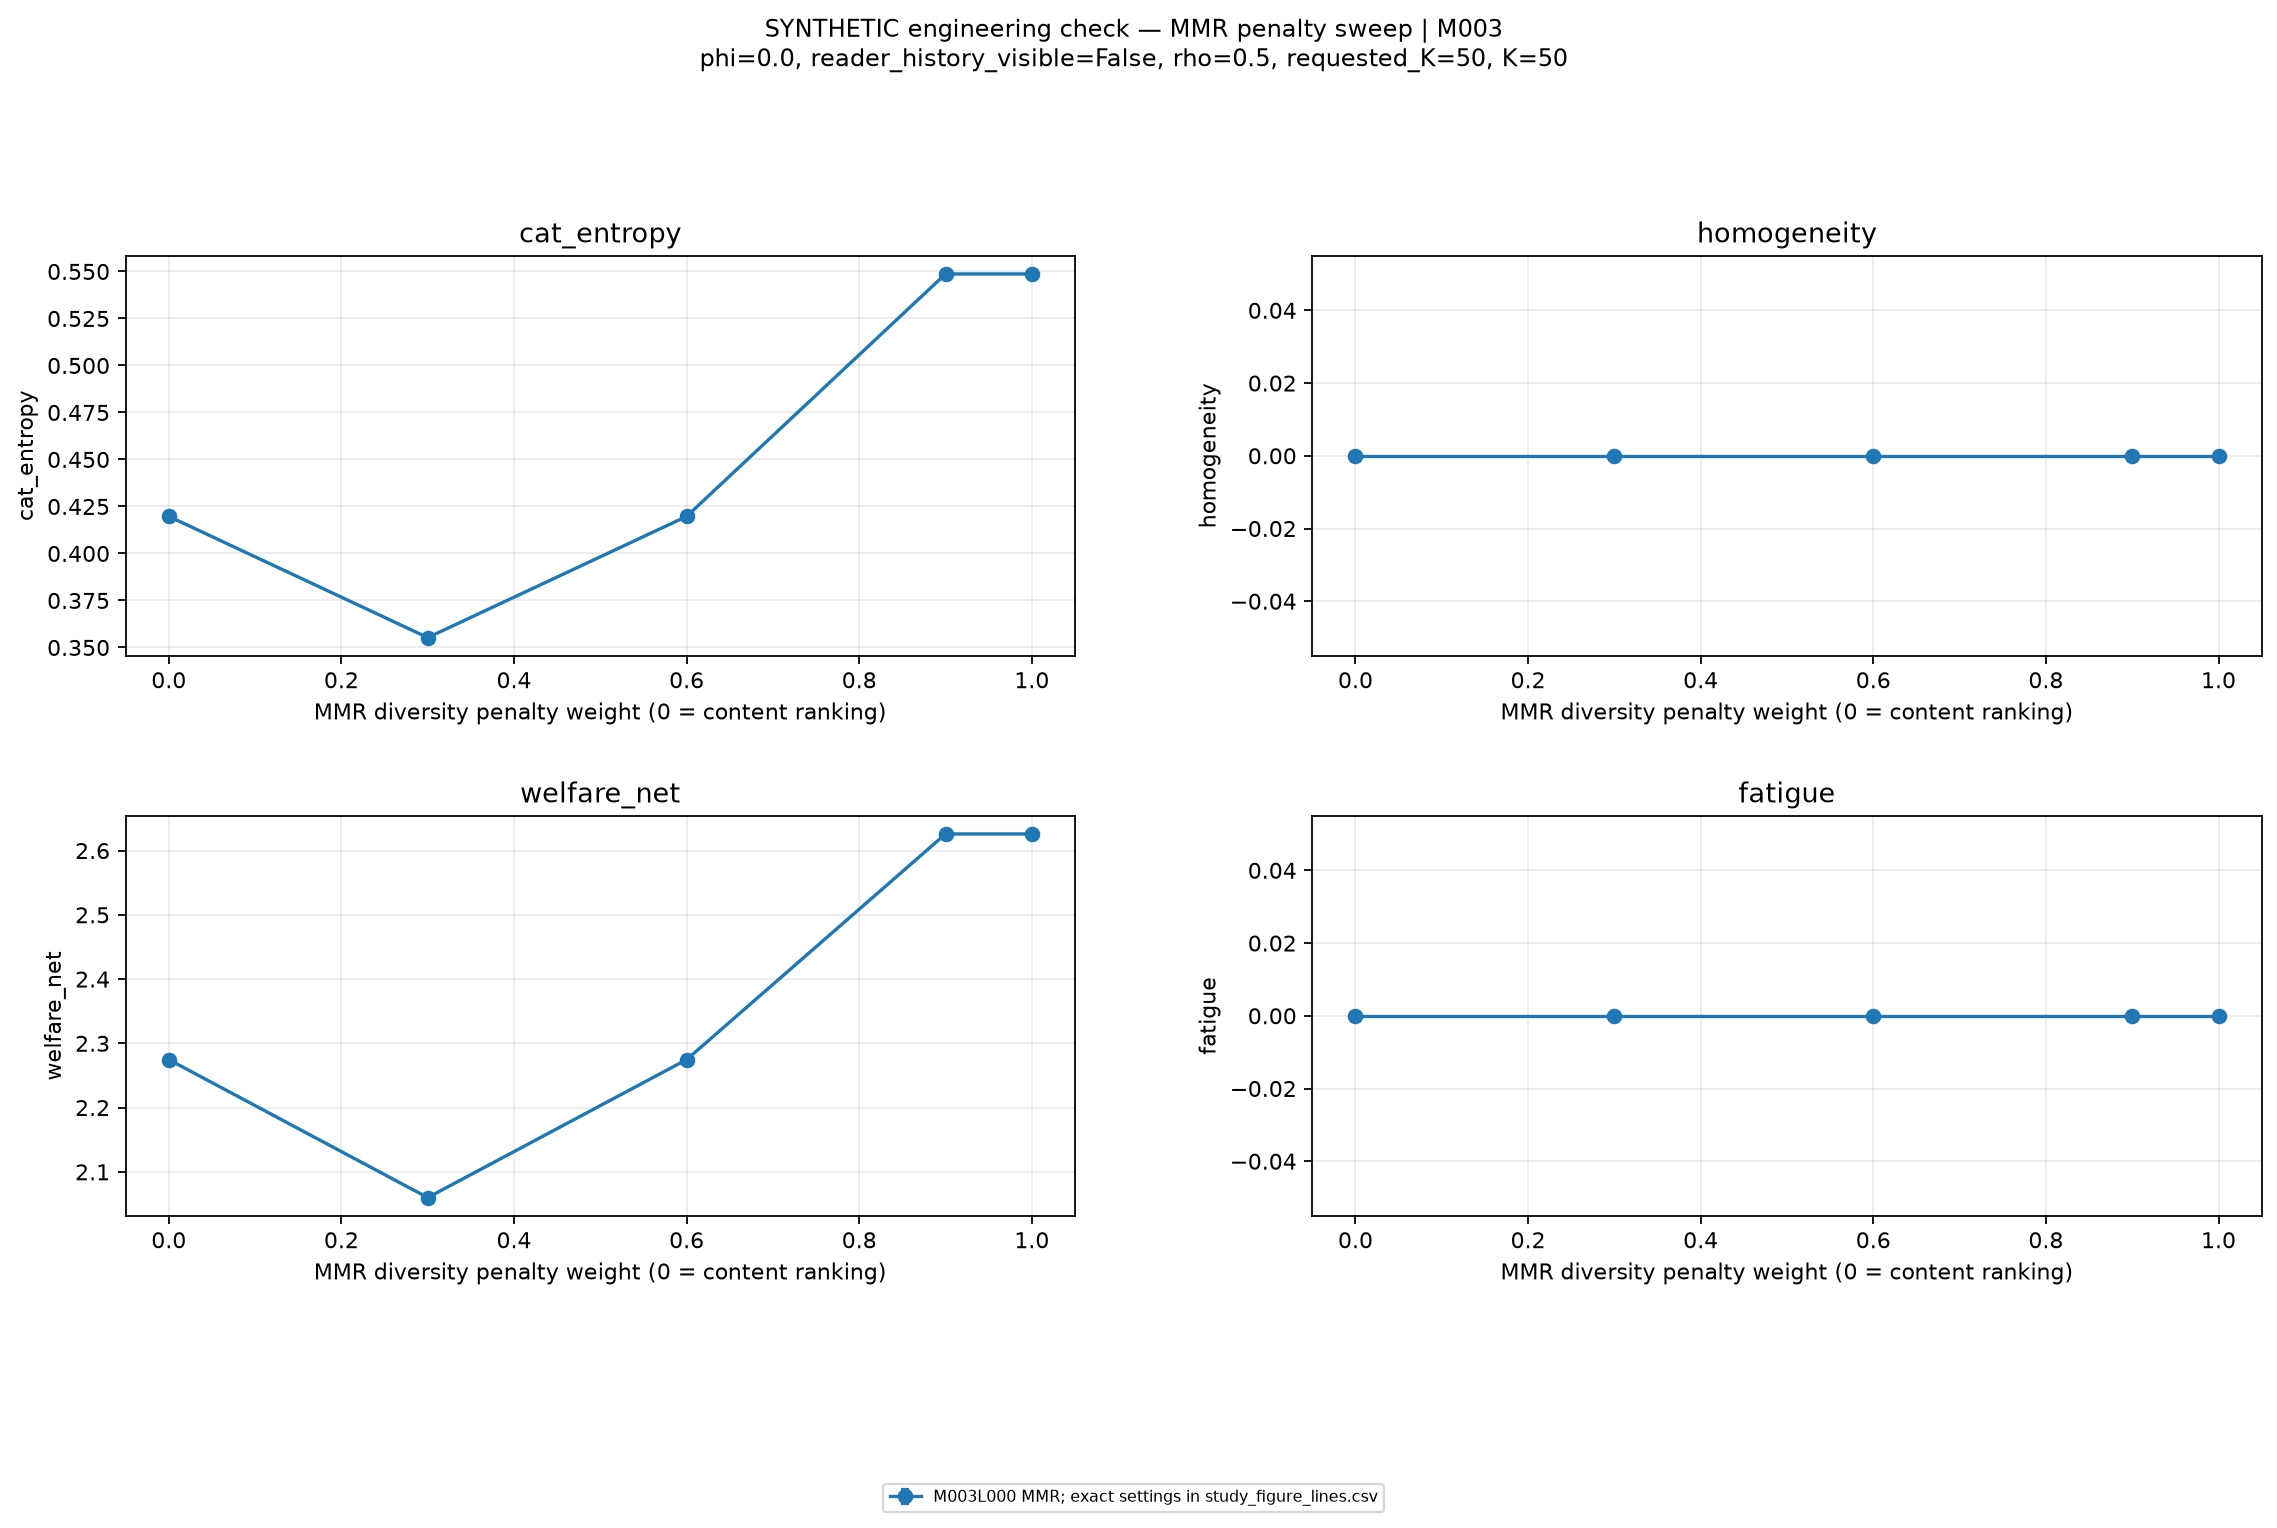 SYNTHETIC engineering check — MMR penalty sweep | M003
phi=0.0, reader_history_visible=False, rho=0.5, requested_K=50, K=50
cat_entropy
cat_entropy
0.550
0.525
0.500
0.475
0.450
0.425
0.400
0.375
0.350
0.0 0.2 0.4 0.6 0.8 1.0
MMR diversity penalty weight (0 = content ranking)
homogeneity
homogeneity
0.04
0.02
0.00
−0.02
−0.04
0.0 0.2 0.4 0.6 0.8 1.0
MMR diversity penalty weight (0 = content ranking)
welfare_net
welfare_net
2.6
2.5
2.4
2.3
2.2
2.1
0.0 0.2 0.4 0.6 0.8 1.0
MMR diversity penalty weight (0 = content ranking)
fatigue
fatigue
0.04
0.02
0.00
−0.02
−0.04
0.0 0.2 0.4 0.6 0.8 1.0
MMR diversity penalty weight (0 = content ranking)
M003L000 MMR; exact settings in study_figure_lines.csv